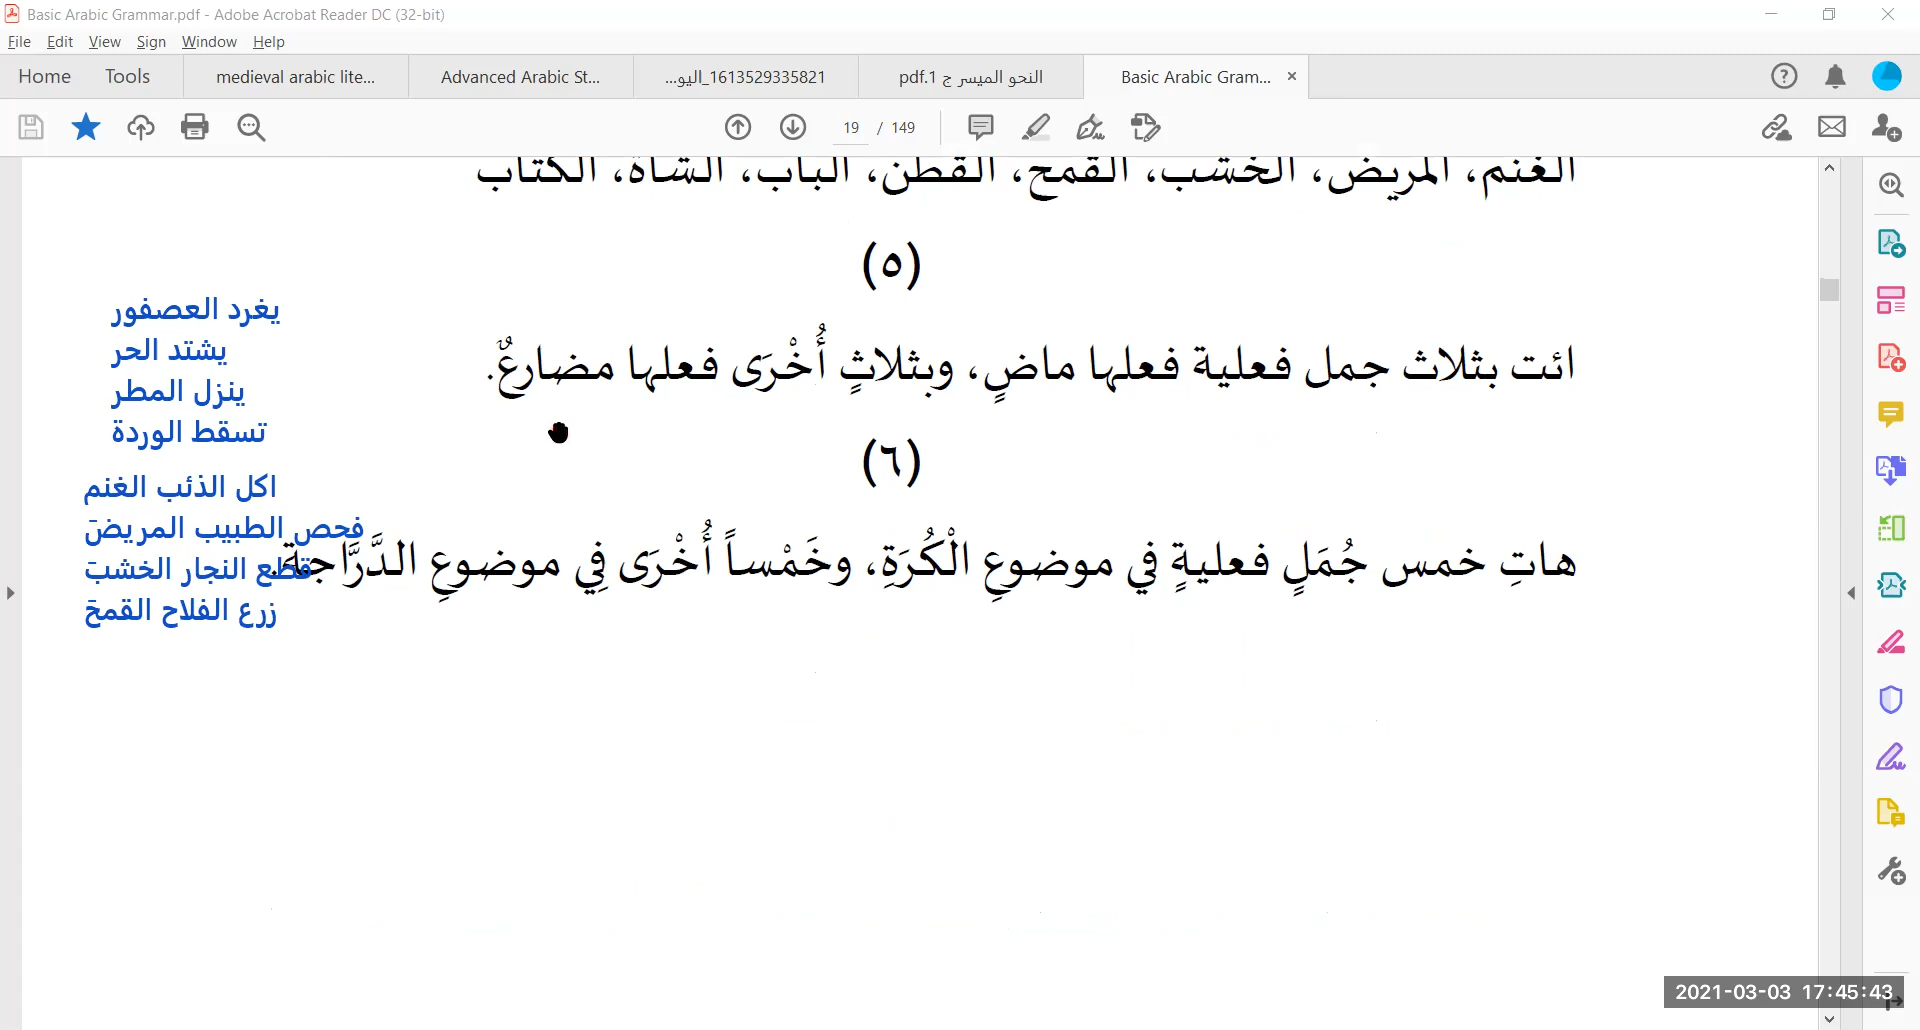 Basic Arabic Grammar.pdf - Adobe Acrobat Reader DC (32-bit)
File Edit View Sign Window Help
Home Tools medieval arabic lite... Advanced Arabic St... 1613529335821_اليو... النحو الميسر ج 1.pdf Basic Arabic Gram...
19 / 149
الغنم، المريض، الخشب، القمح، القطن، الباب، الشاة، الكتاب
(٥)
ائت بثلاث جمل فعلية فعلها ماضٍ، وبثلاثٍ أُخْرَى فعلها مضارعٌ.
(٦)
هاتِ خمس جُمَلٍ فعليةٍ في موضوعِ الْكُرَةِ، وخَمْساً أُخْرَى فِي موضوعِ الدَّرَّاجةِ.
يغرد العصفور
يشتد الحر
ينزل المطر
تسقط الوردة
اكل الذئب الغنم
فحص الطبيب المريضَ
قطع النجار الخشبَ
زرع الفلاح القمحَ
2021-03-03 17:45:43